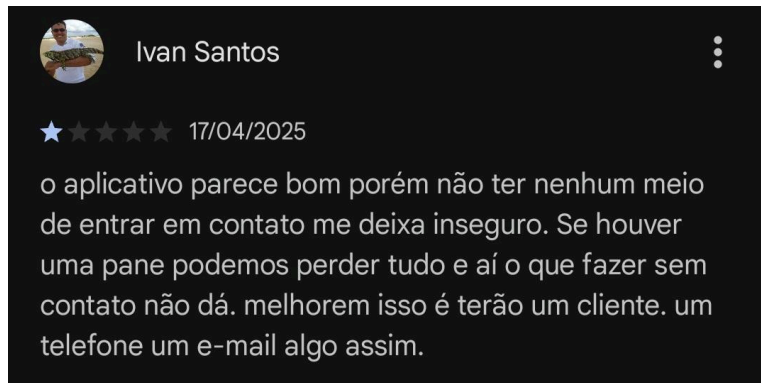 Ivan Santos
17/04/2025
o aplicativo parece bom porém não ter nenhum meio
de entrar em contato me deixa inseguro. Se houver
uma pane podemos perder tudo e aí o que fazer sem
contato não dá. melhorem isso é terão um cliente. um
telefone um e-mail algo assim.